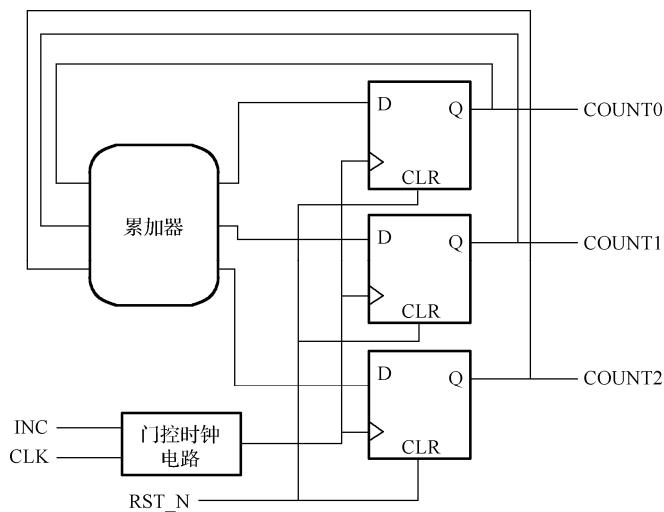 D
Q
COUNT0
CLR
累加器
D
Q
COUNT1
CLR
D
Q
COUNT2
INC
CLK
门控时钟
电路
CLR
RST_N